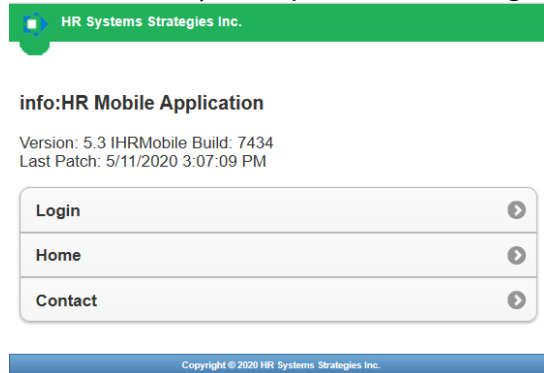 HR Systems Strategies Inc.
info:HR Mobile Application
Version: 5.3 IHRMobile Build: 7434
Last Patch: 5/11/2020 3:07:09 PM
Login
Home
Contact
Copyright © 2020 HR Systems Strategies Inc.